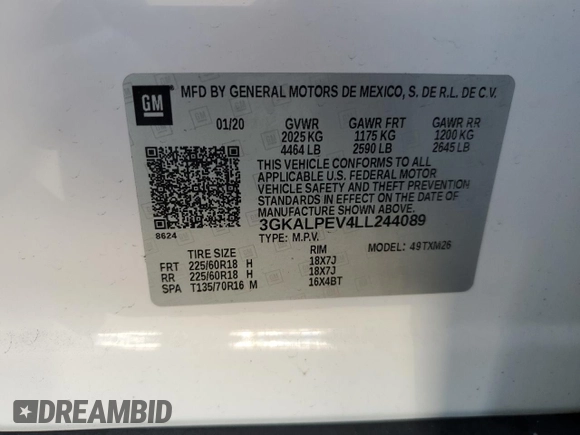 GM
MFD BY GENERAL MOTORS DE MEXICO, S. DE R.L. DE C.V.
01/20 GVWR GAWR FRT GAWR RR
2025 KG 1175 KG 1200 KG
4464 LB 2590 LB 2645 LB
THIS VEHICLE CONFORMS TO ALL
APPLICABLE U.S. FEDERAL MOTOR
VEHICLE SAFETY AND THEFT PREVENTION
STANDARDS IN EFFECT ON THE DATE OF
MANUFACTURE SHOWN ABOVE.
3GKALPEV4LL244089
8624
TYPE: M.P.V.
MODEL: 49TXM26
TIRE SIZE RIM
FRT 225/60R18 H 18X7J
RR 225/60R18 H 18X7J
SPA T135/70R16 M 16X4BT
DREAMBID